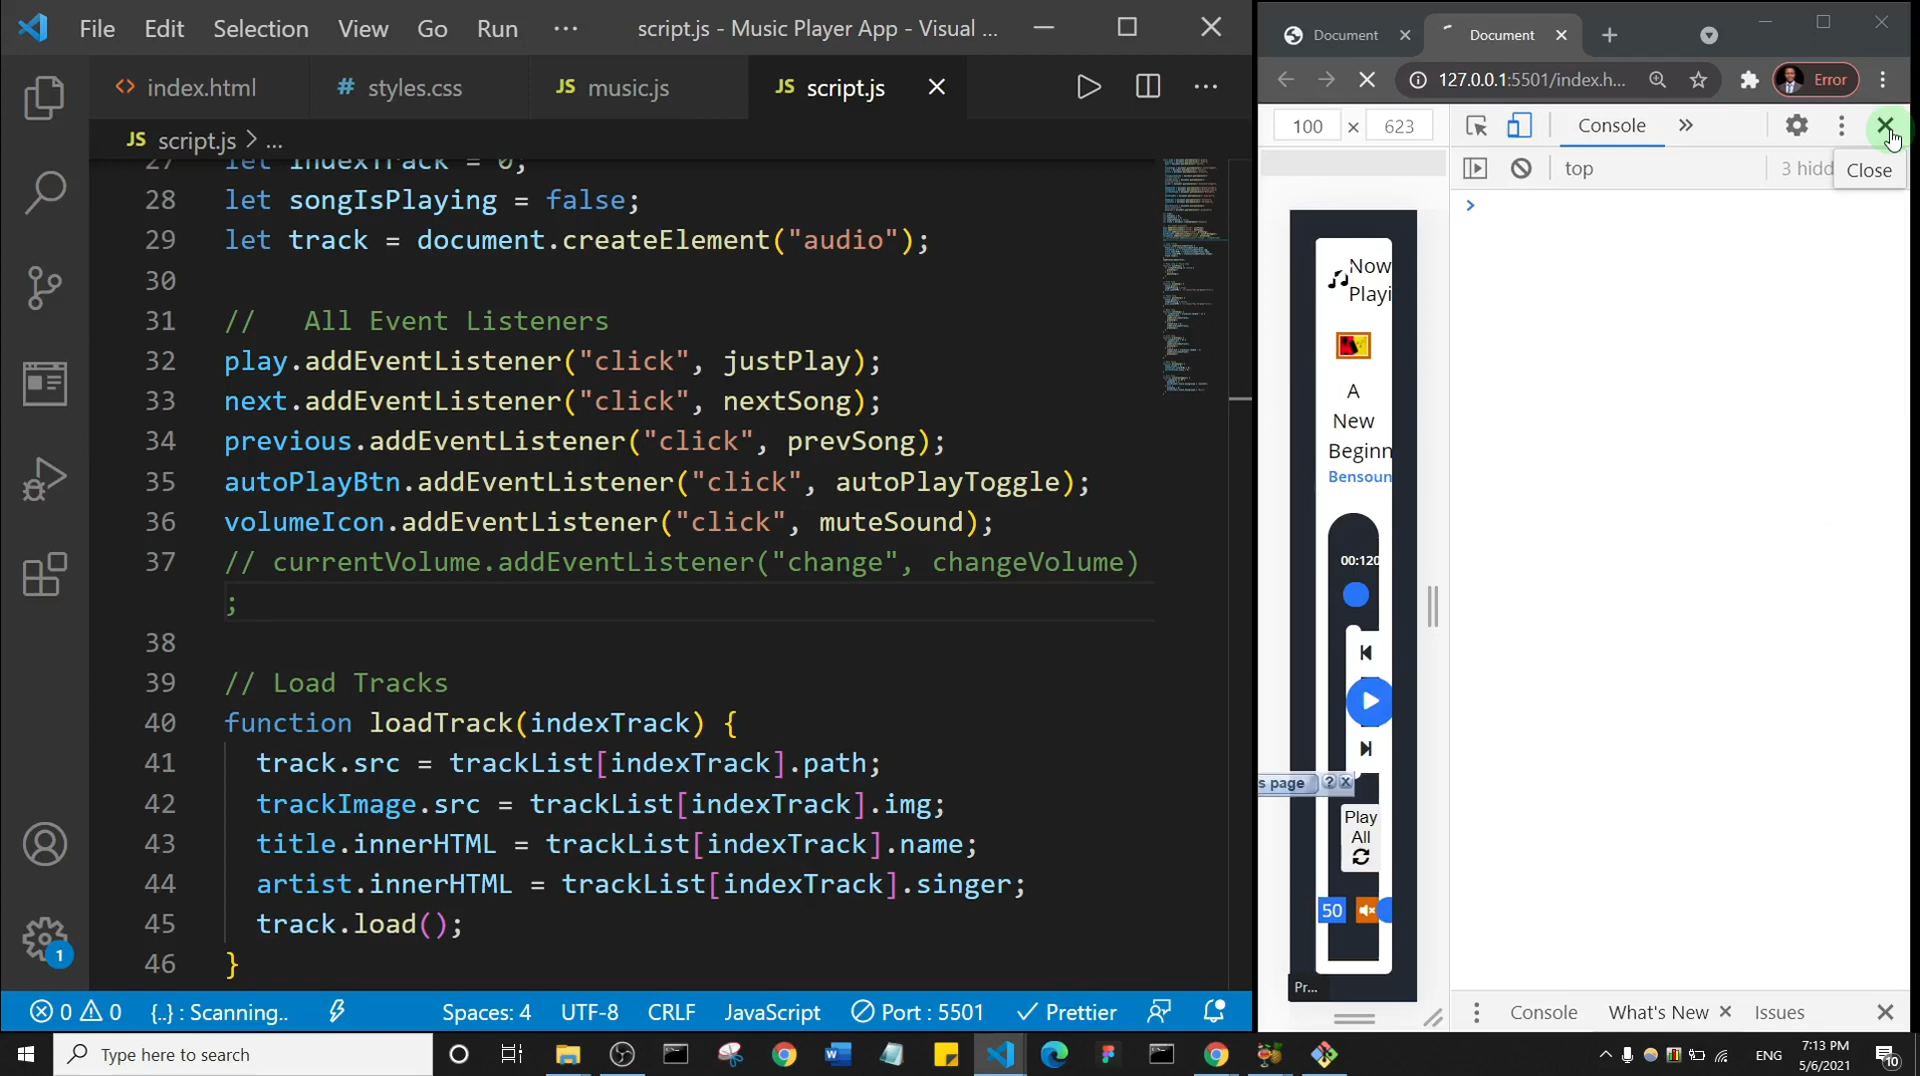 File Edit Selection View Go Run ··· script.js - Music Player App - Visual ...
index.html styles.css JS music.js JS script.js
JS script.js > ...
27 let indexTrack = 0;
28 let songIsPlaying = false;
29 let track = document.createElement("audio");
30
31 // All Event Listeners
32 play.addEventListener("click", justPlay);
33 next.addEventListener("click", nextSong);
34 previous.addEventListener("click", prevSong);
35 autoPlayBtn.addEventListener("click", autoPlayToggle);
36 volumeIcon.addEventListener("click", muteSound);
37 // currentVolume.addEventListener("change", changeVolume)
;
38
39 // Load Tracks
40 function loadTrack(indexTrack) {
41 track.src = trackList[indexTrack].path;
42 trackImage.src = trackList[indexTrack].img;
43 title.innerHTML = trackList[indexTrack].name;
44 artist.innerHTML = trackList[indexTrack].singer;
45 track.load();
46 }
1
0 0 {..} : Scanning.. Spaces: 4 UTF-8 CRLF JavaScript Port : 5501 Prettier
Document Document
127.0.0.1:5501/index.h... Error
100 × 623 Console »
top 3 hidd
Close
Now
Playi
A
New
Beginn
Bensoun
00:120
s page ?
Play
All
50
Pr...
Console What's New Issues
Type here to search
ENG 7:13 PM
5/6/2021
10